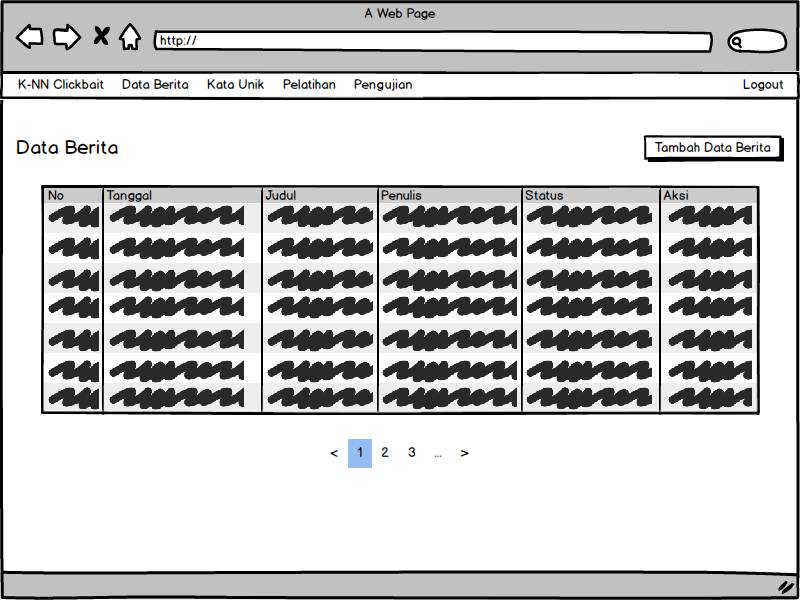 A Web Page
http://
K-NN Clickbait Data Berita Kata Unik Pelatihan Pengujian Logout
Data Berita Tambah Data Berita
No Tanggal Judul Penulis Status Aksi
< 1 2 3 ... >